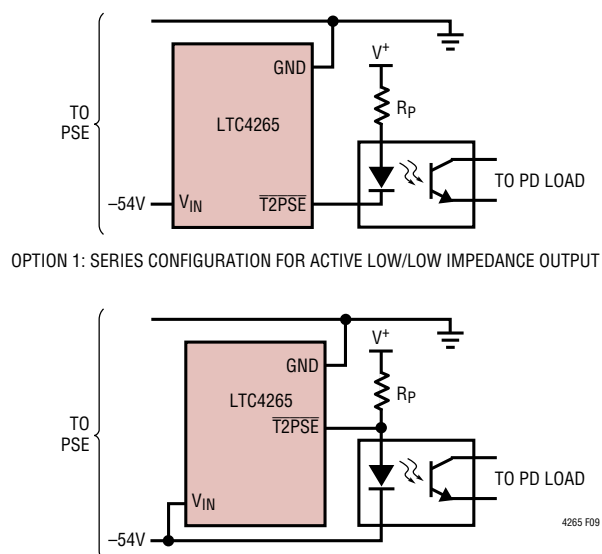 V+
GND
RP
TO
PSE
LTC4265
TO PD LOAD
–54V
VIN
T2PSE
OPTION 1: SERIES CONFIGURATION FOR ACTIVE LOW/LOW IMPEDANCE OUTPUT
V+
GND
RP
LTC4265
TO
PSE
T2PSE
TO PD LOAD
VIN
4265 F09
–54V